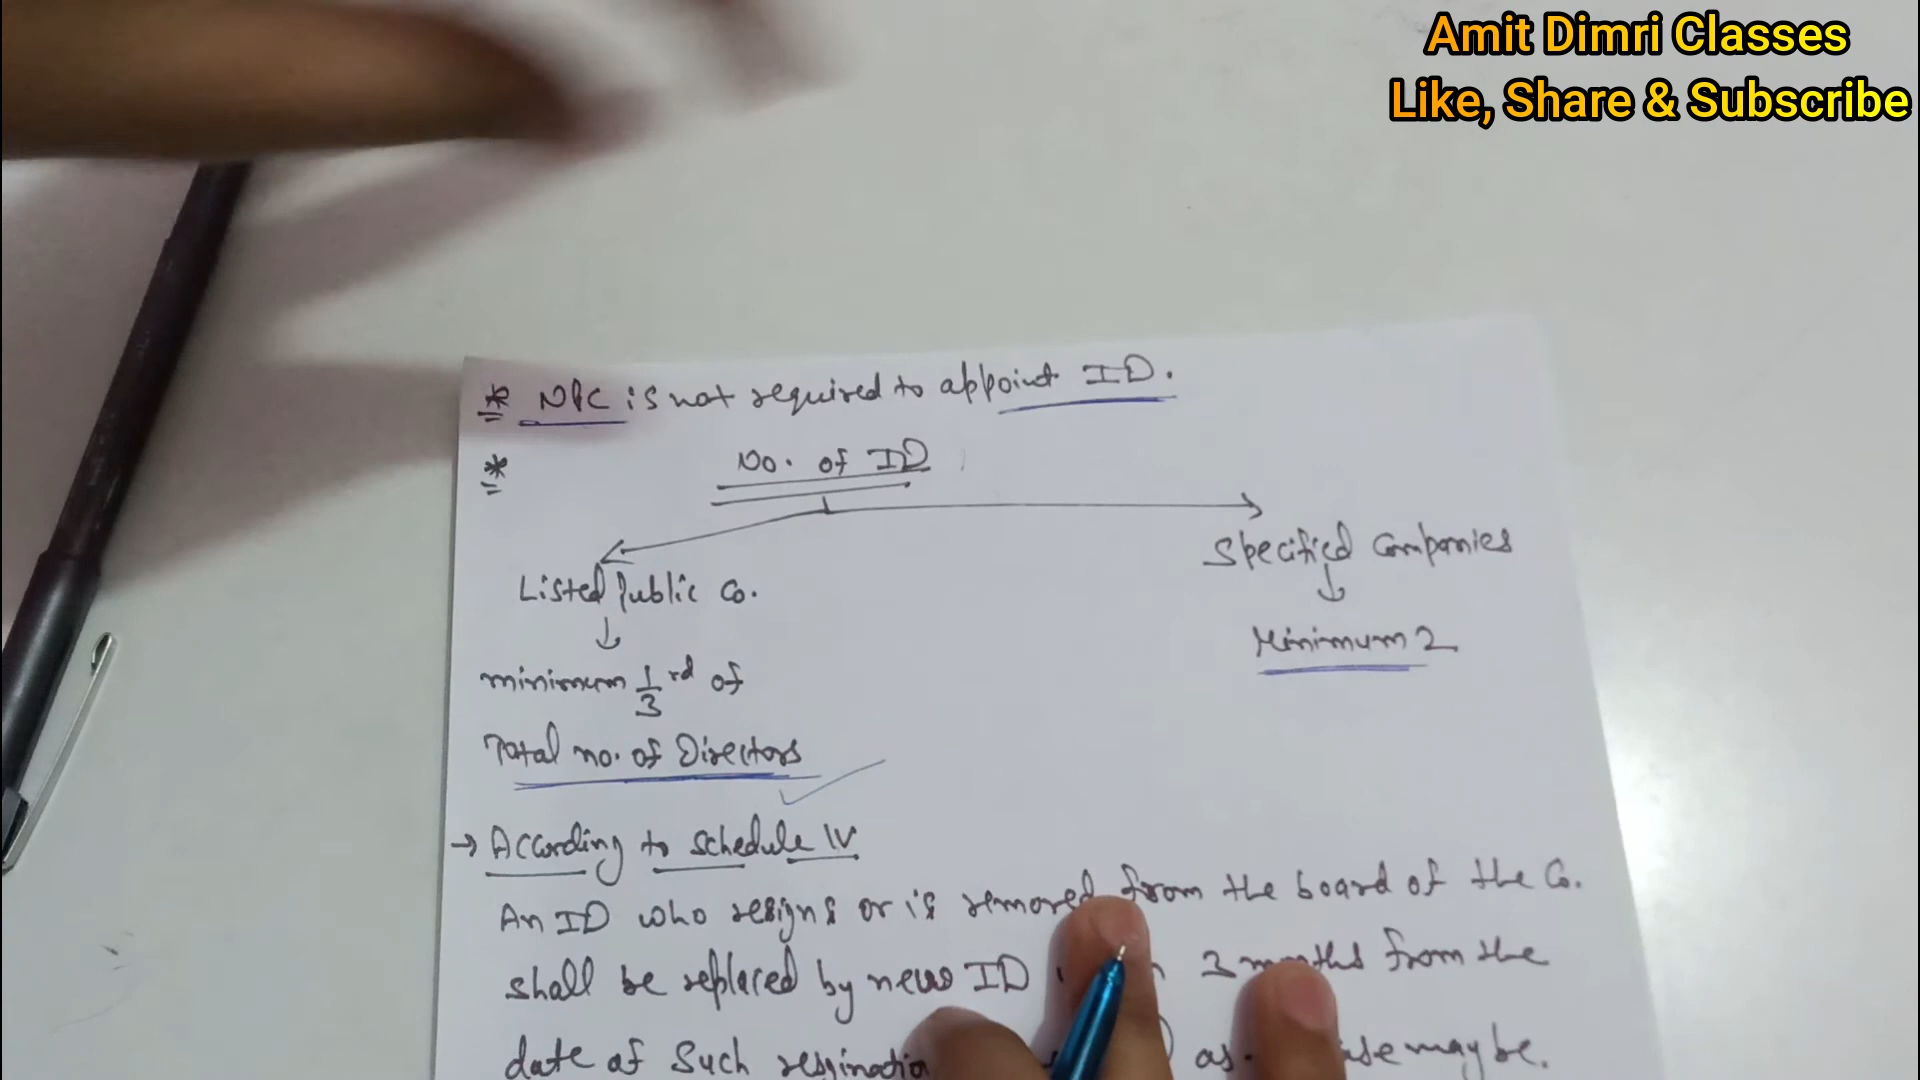 Amit Dimri Classes
Like, Share & Subscribe
* NPC is not required to appoint ID.
* No. of ID
Listed Public Co.
Specified Companies
minimum 1/3 rd of
Total no. of Directors
Minimum 2
→ According to Schedule IV
An ID who resigns or is removed from the board of the Co.
shall be replaced by new ID 3 months from the
date of Such may be.